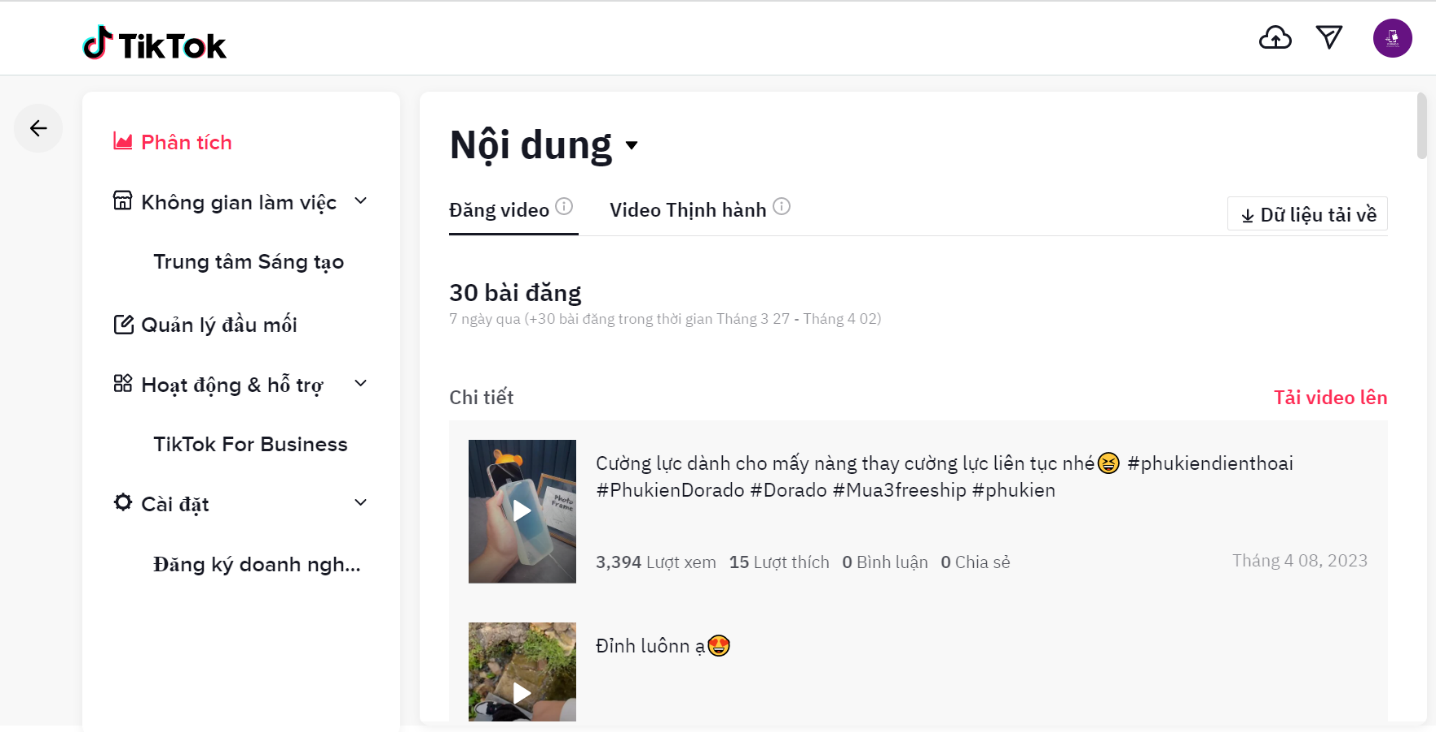 TikTok
Phân tích
Không gian làm việc
Trung tâm Sáng tạo
Quản lý đầu mối
Hoạt động & hỗ trợ
TikTok For Business
Cài đặt
Đăng ký doanh ngh...
Nội dung
Đăng video
Video Thịnh hành
Dữ liệu tải về
30 bài đăng
7 ngày qua (+30 bài đăng trong thời gian Tháng 3 27 - Tháng 4 02)
Chi tiết
Tải video lên
Photo
Frame
Cường lực dành cho mấy nàng thay cường lực liên tục nhé😆 #phukiendienthoai
#PhukienDorado #Dorado #Mua3freeship #phukien
3,394 Lượt xem 15 Lượt thích 0 Bình luận 0 Chia sẻ
Tháng 4 08, 2023
Đỉnh luônn ạ😍